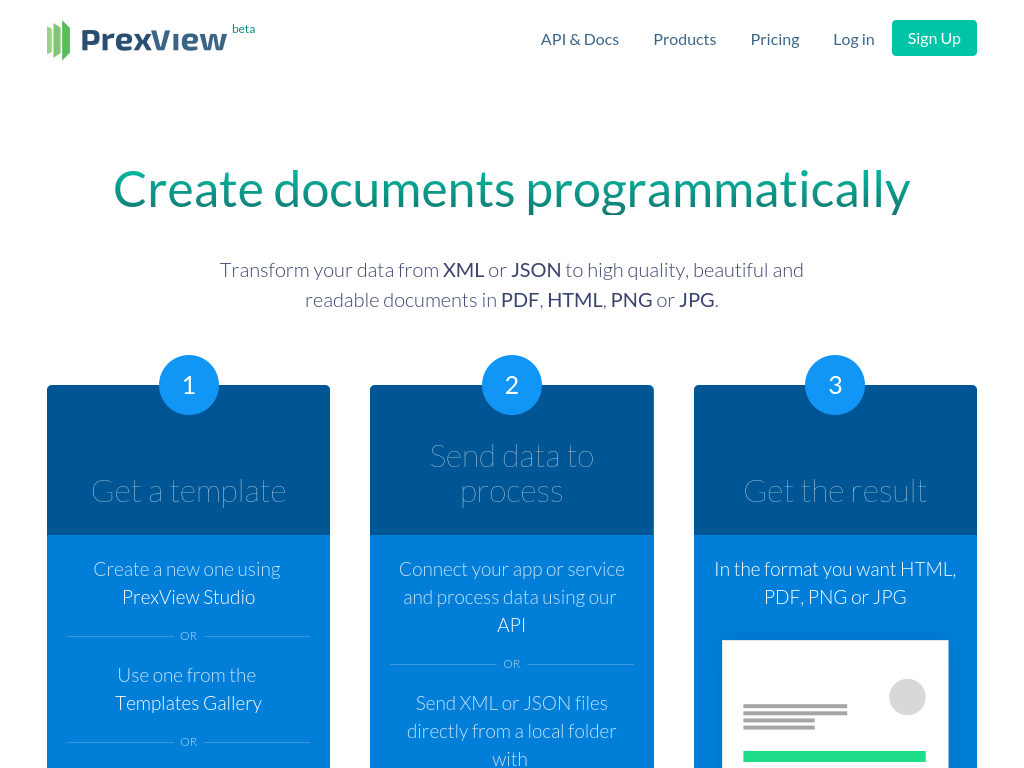 PrexView beta
API & Docs Products Pricing Log in Sign Up
Create documents programmatically
Transform your data from XML or JSON to high quality, beautiful and
readable documents in PDF, HTML, PNG or JPG.
1
Get a template
Create a new one using
PrexView Studio
OR
Use one from the
Templates Gallery
OR
2
Send data to
process
Connect your app or service
and process data using our
API
OR
Send XML or JSON files
directly from a local folder
with
3
Get the result
In the format you want HTML,
PDF, PNG or JPG